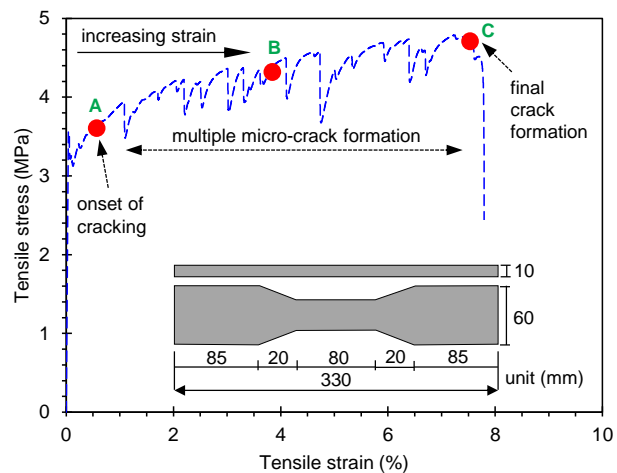 5
increasing strain
B
C
A
4
final
crack
formation
multiple micro-crack formation
3
onset of
cracking
Tensile stress (MPa)
2
10
60
1
85
20
80
20
85
330
unit (mm)
0
0
2
4
6
8
10
Tensile strain (%)